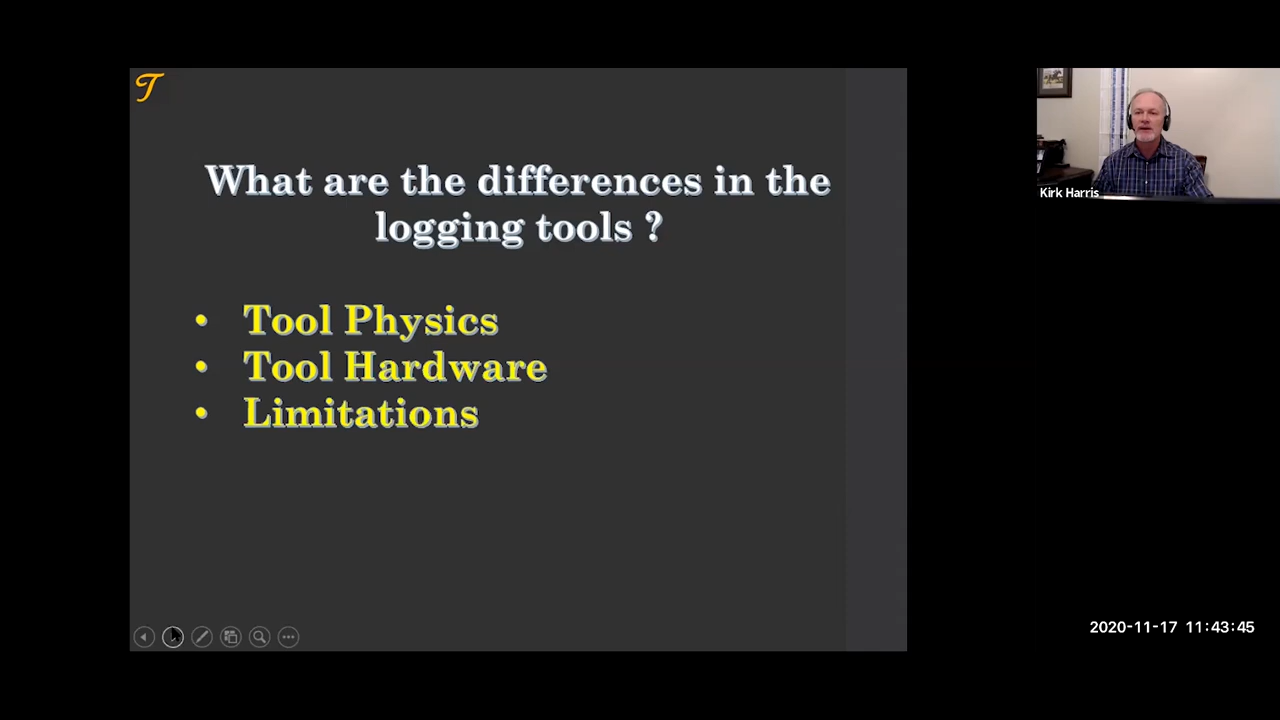 T
What are the differences in the
logging tools ?
• Tool Physics
• Tool Hardware
• Limitations
Kirk Harris
2020-11-17 11:43:45